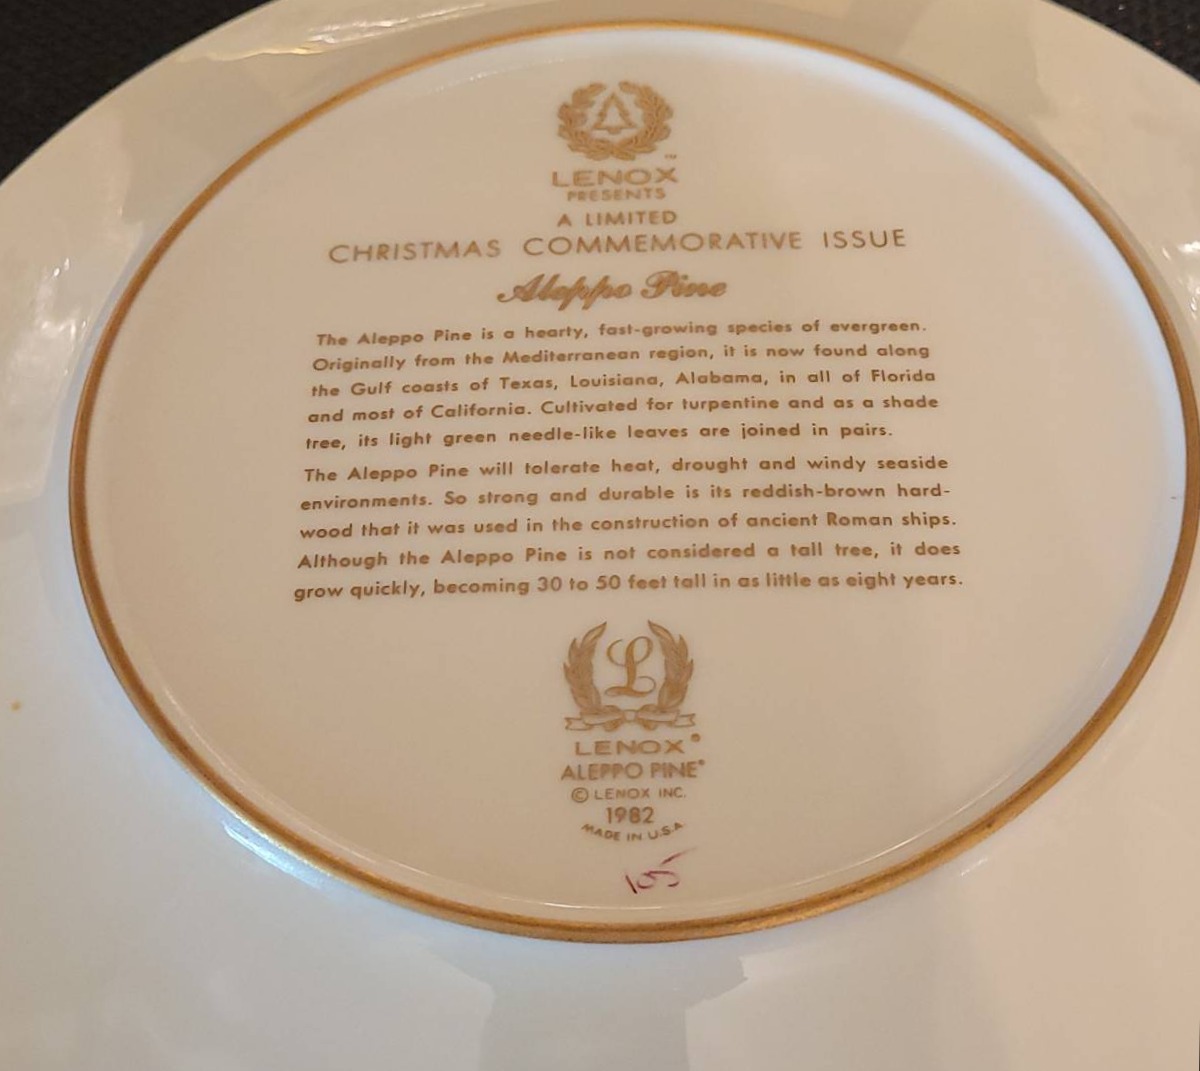 ™
LENOX
PRESENTS
A LIMITED
CHRISTMAS COMMEMORATIVE ISSUE
Aleppo Pine
The Aleppo Pine is a hearty, fast-growing species of evergreen.
Originally from the Mediterranean region, it is now found along
the Gulf coasts of Texas, Louisiana, Alabama, in all of Florida
and most of California. Cultivated for turpentine and as a shade
tree, its light green needle-like leaves are joined in pairs.
The Aleppo Pine will tolerate heat, drought and windy seaside
environments. So strong and durable is its reddish-brown hard-
wood that it was used in the construction of ancient Roman ships.
Although the Aleppo Pine is not considered a tall tree, it does
grow quickly, becoming 30 to 50 feet tall in as little as eight years.
L
LENOX®
ALEPPO PINE®
© LENOX INC.
1982
MADE IN U.S.A.
105